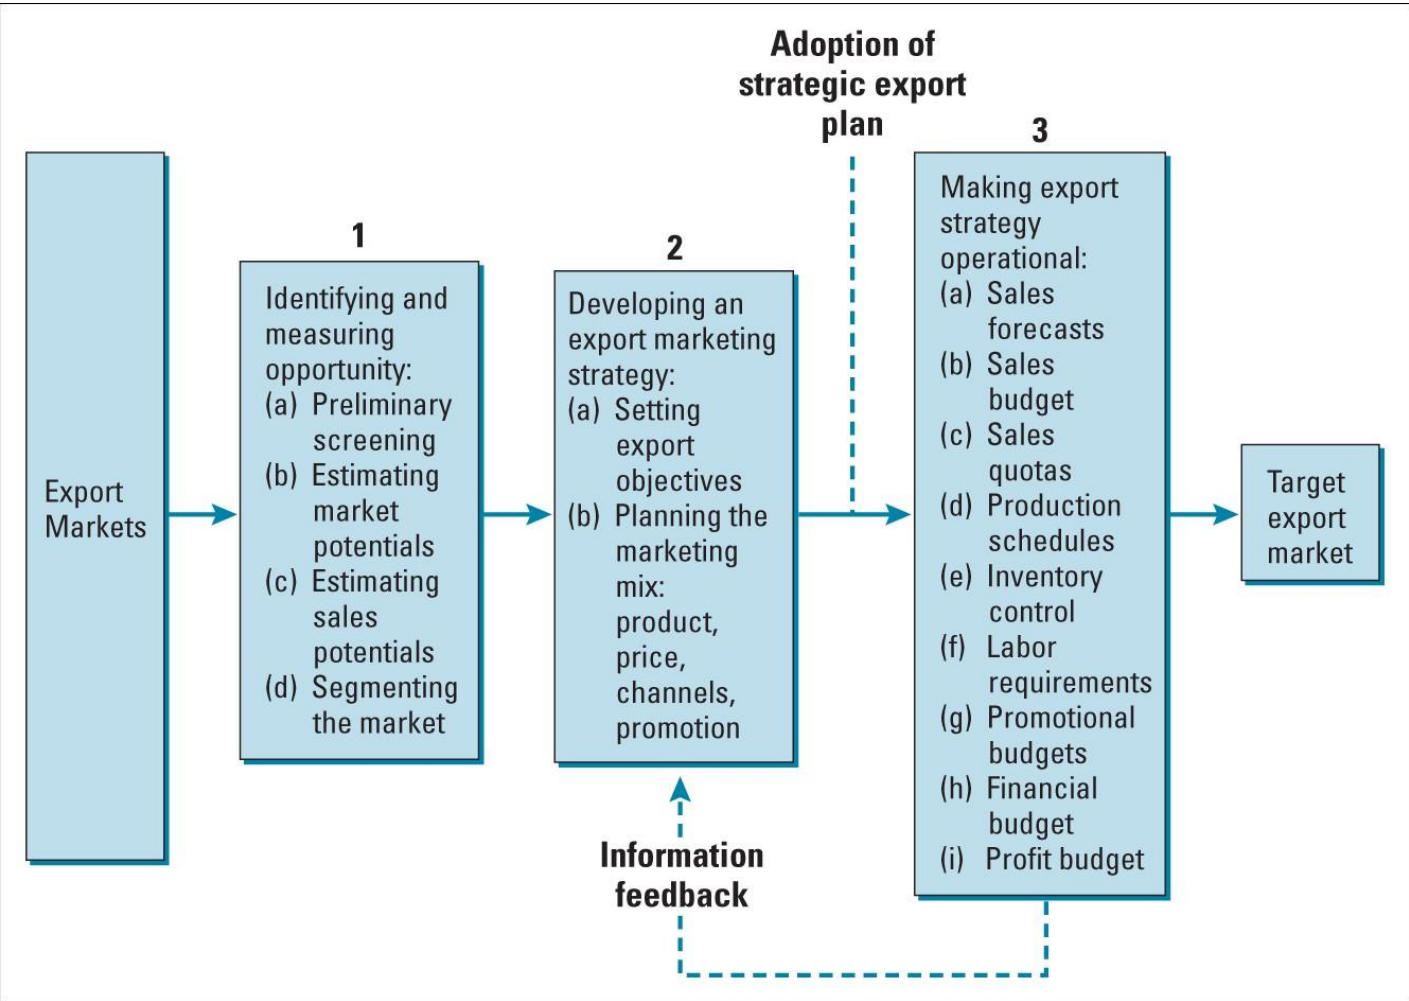 Adoption of
strategic export
plan
Export
Markets
1
Identifying and
measuring
opportunity:
(a) Preliminary
screening
(b) Estimating
market
potentials
(c) Estimating
sales
potentials
(d) Segmenting
the market
2
Developing an
export marketing
strategy:
(a) Setting
export
objectives
(b) Planning the
marketing
mix:
product,
price,
channels,
promotion
3
Making export
strategy
operational:
(a) Sales
forecasts
(b) Sales
budget
(c) Sales
quotas
(d) Production
schedules
(e) Inventory
control
(f) Labor
requirements
(g) Promotional
budgets
(h) Financial
budget
(i) Profit budget
Target
export
market
Information
feedback